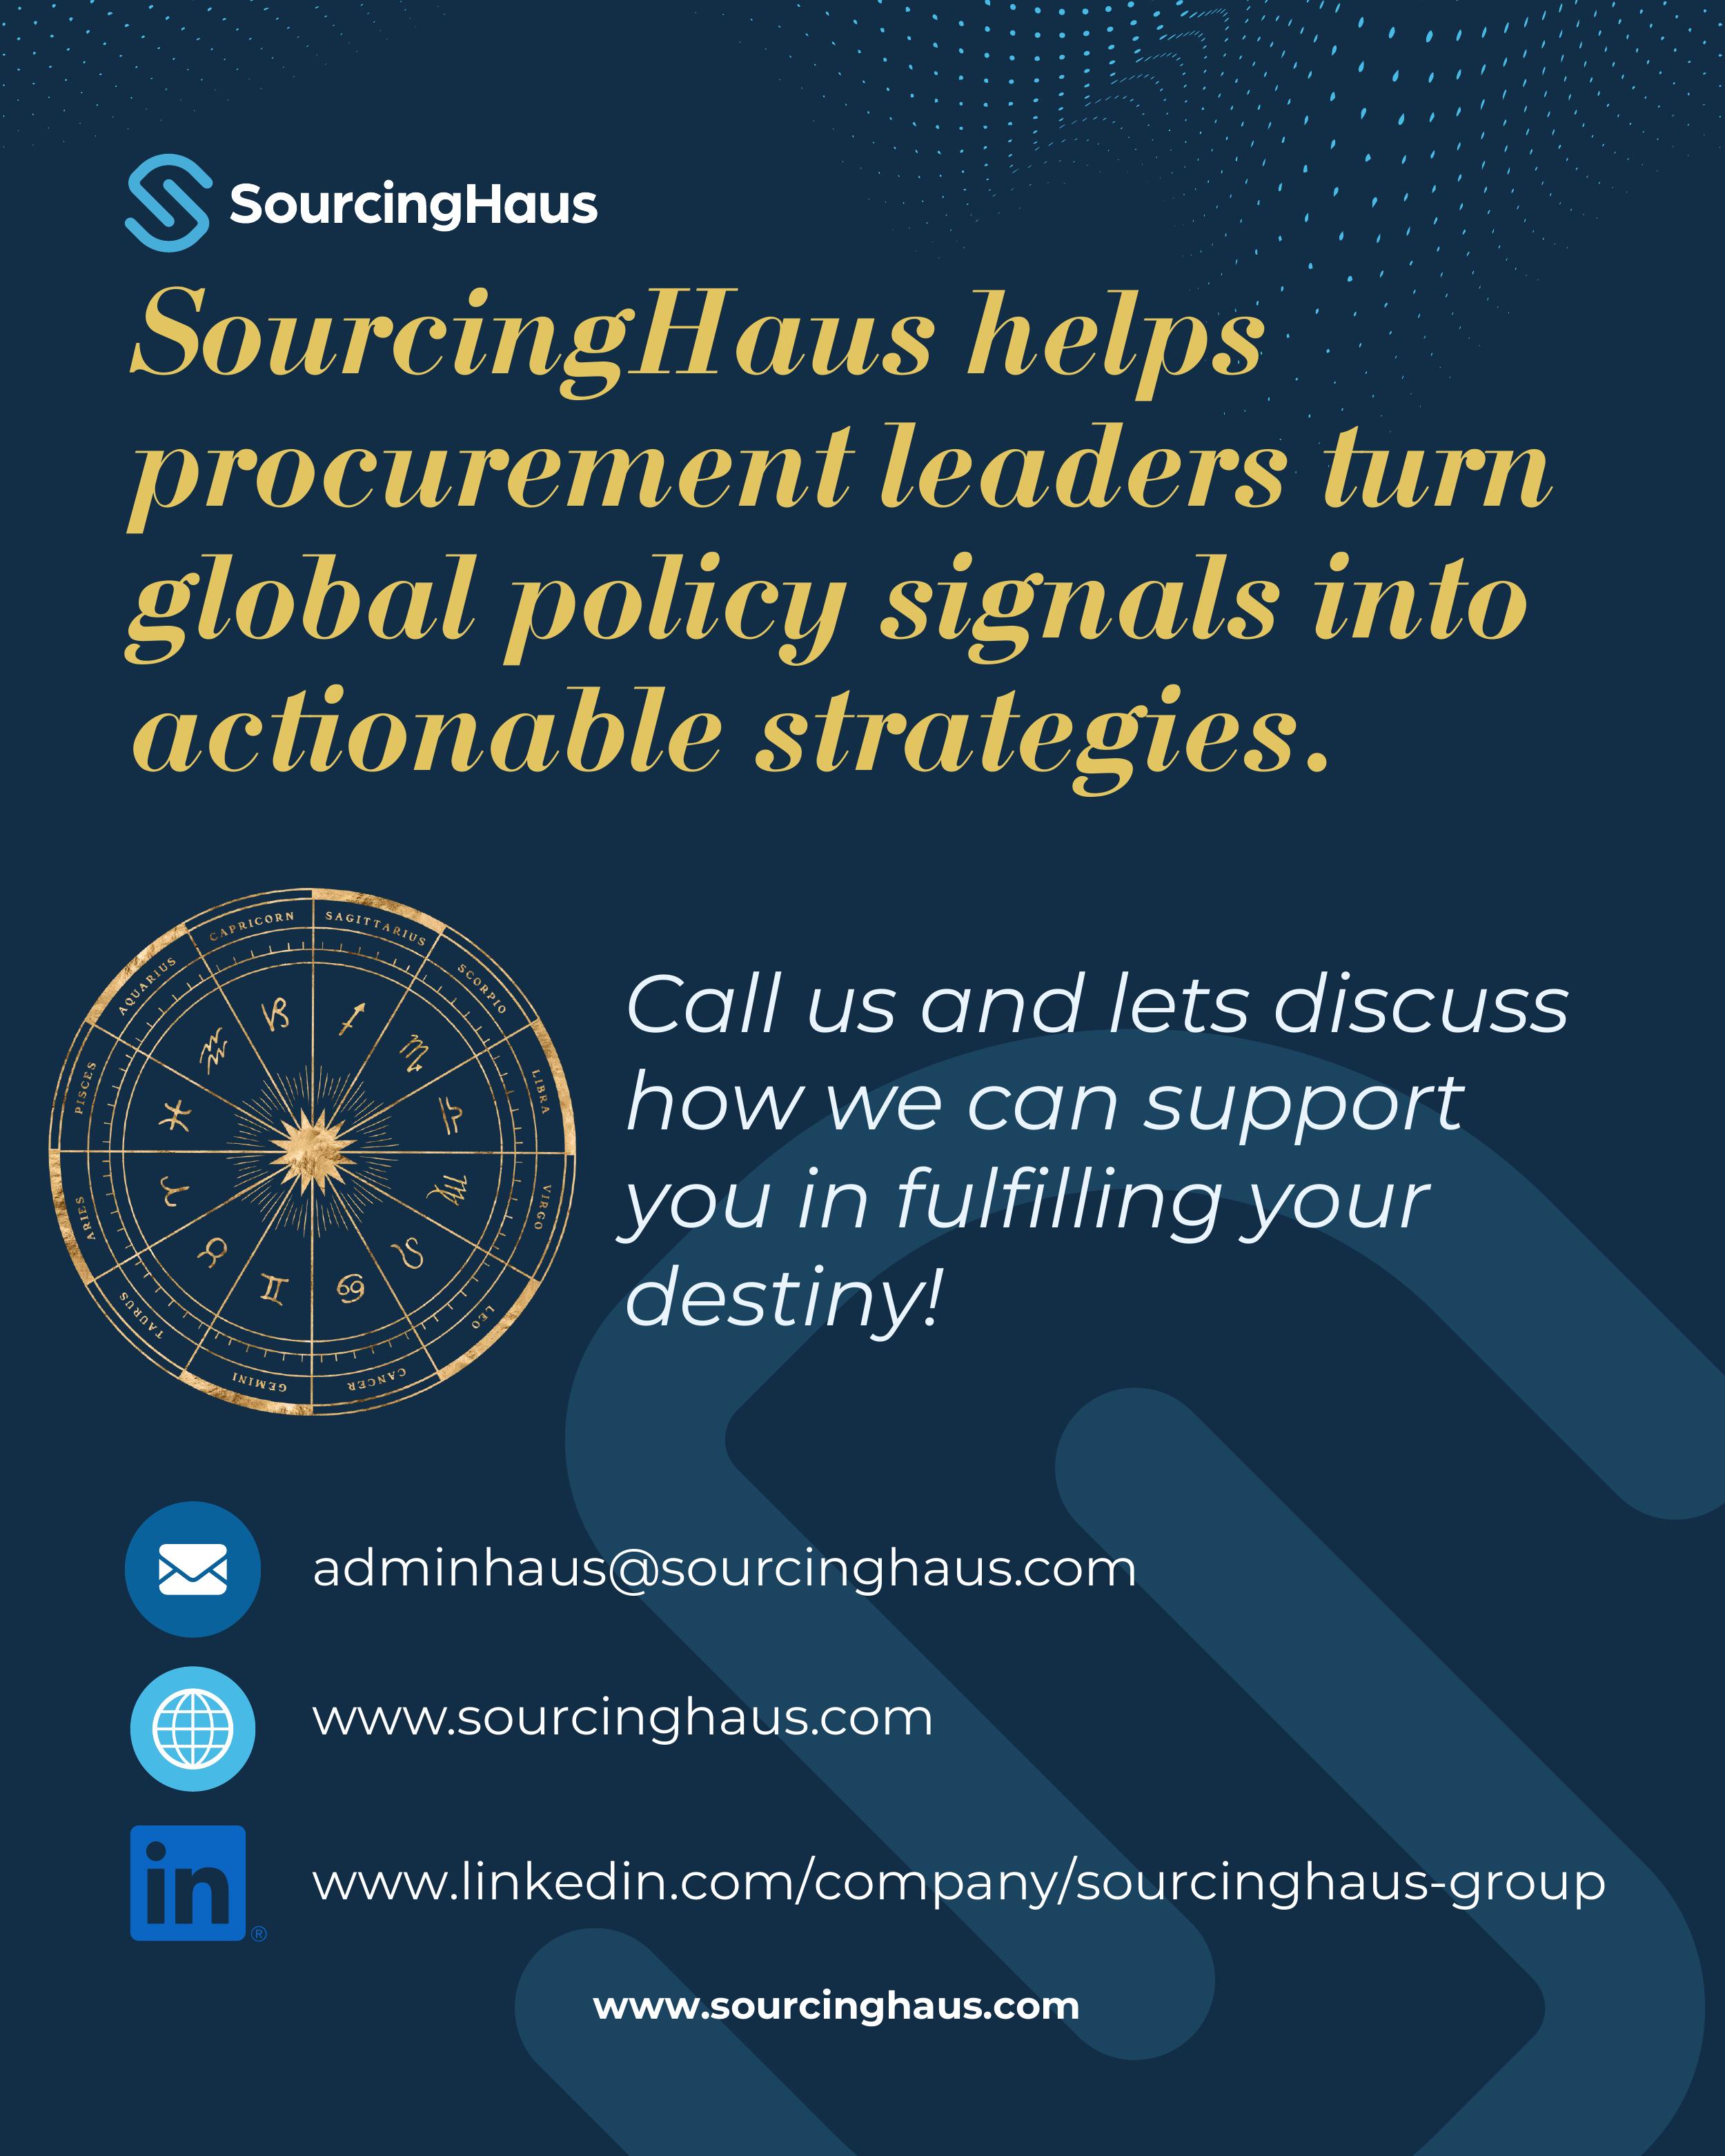 SourcingHaus
SourcingHaus helps
procurement leaders turn
global policy signals into
actionable strategies.
CAPRICORN
SAGITTARIUS
AQUARIUS
SCORPIO
PISCES
LIBRA
ARIES
VIRGO
TAURUS
LEO
GEMINI
CANCER
Call us and lets discuss
how we can support
you in fulfilling your
destiny!
adminhaus@sourcinghaus.com
www.sourcinghaus.com
in®
www.linkedin.com/company/sourcinghaus-group
www.sourcinghaus.com